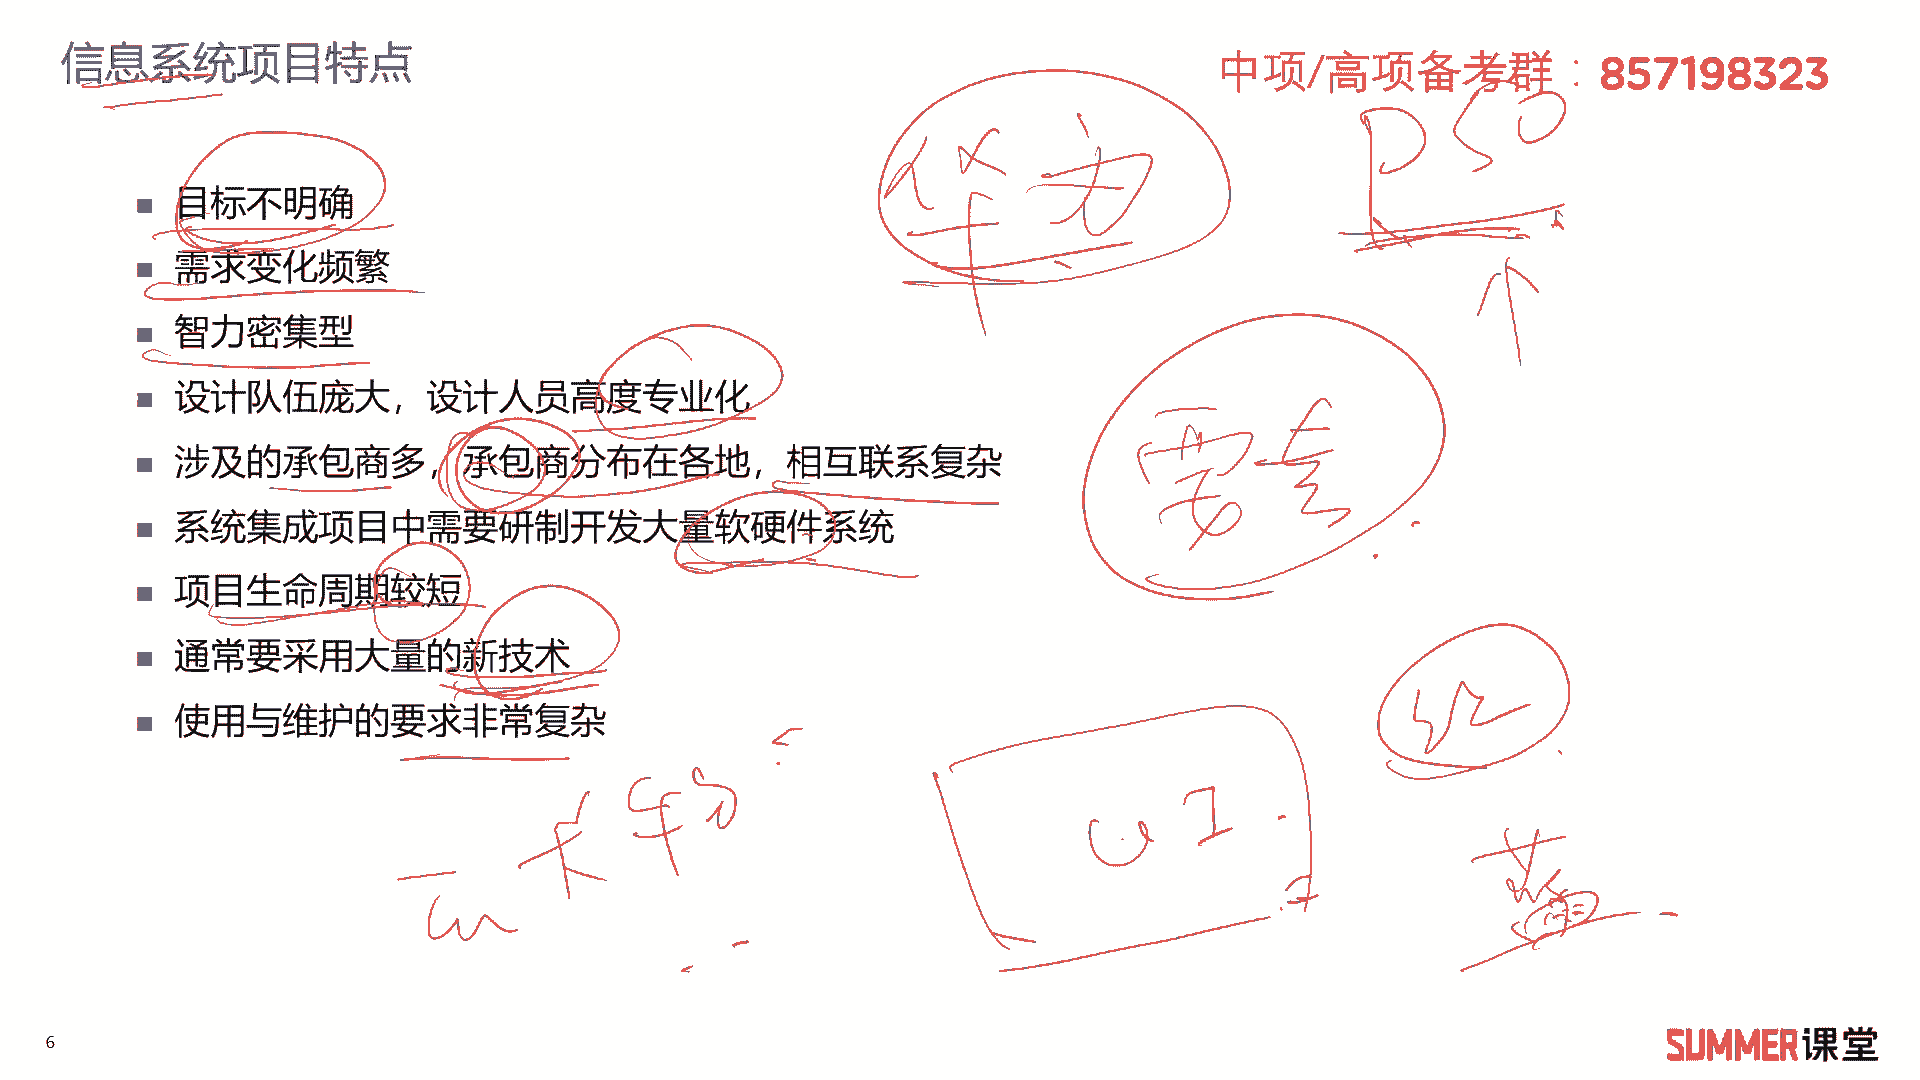 信息系统项目特点
中项/高项备考群：857198323
华为
P50
目标不明确
需求变化频繁
智力密集型
设计队伍庞大，设计人员高度专业化
涉及的承包商多，承包商分布在各地，相互联系复杂
要素
系统集成项目中需要研制开发大量软硬件系统
项目生命周期较短
通常要采用大量的新技术
使用与维护的要求非常复杂
UI
6
SUMMER课堂